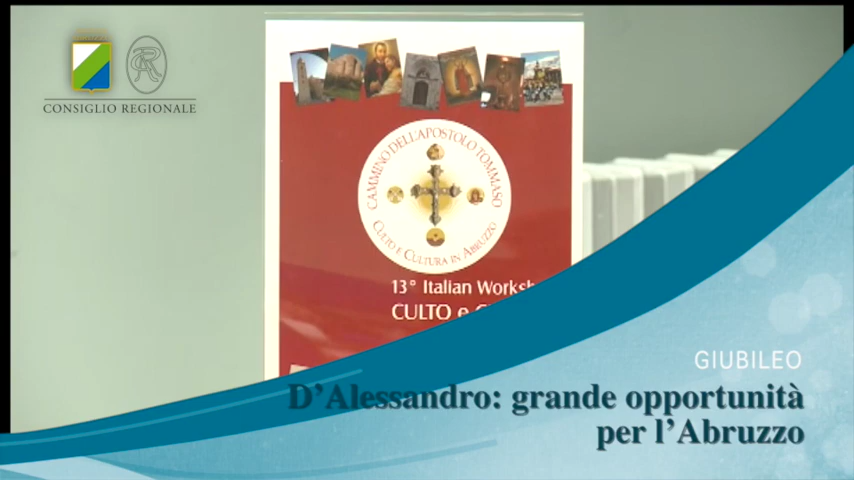 CONSIGLIO REGIONALE
CAMMINO DELL'APOSTOLO TOMMASO
CULTO E CULTURA IN ABRUZZO
13° Italian
CULTO e
GIUBILEO
D'Alessandro: grande opportunità
per l'Abruzzo